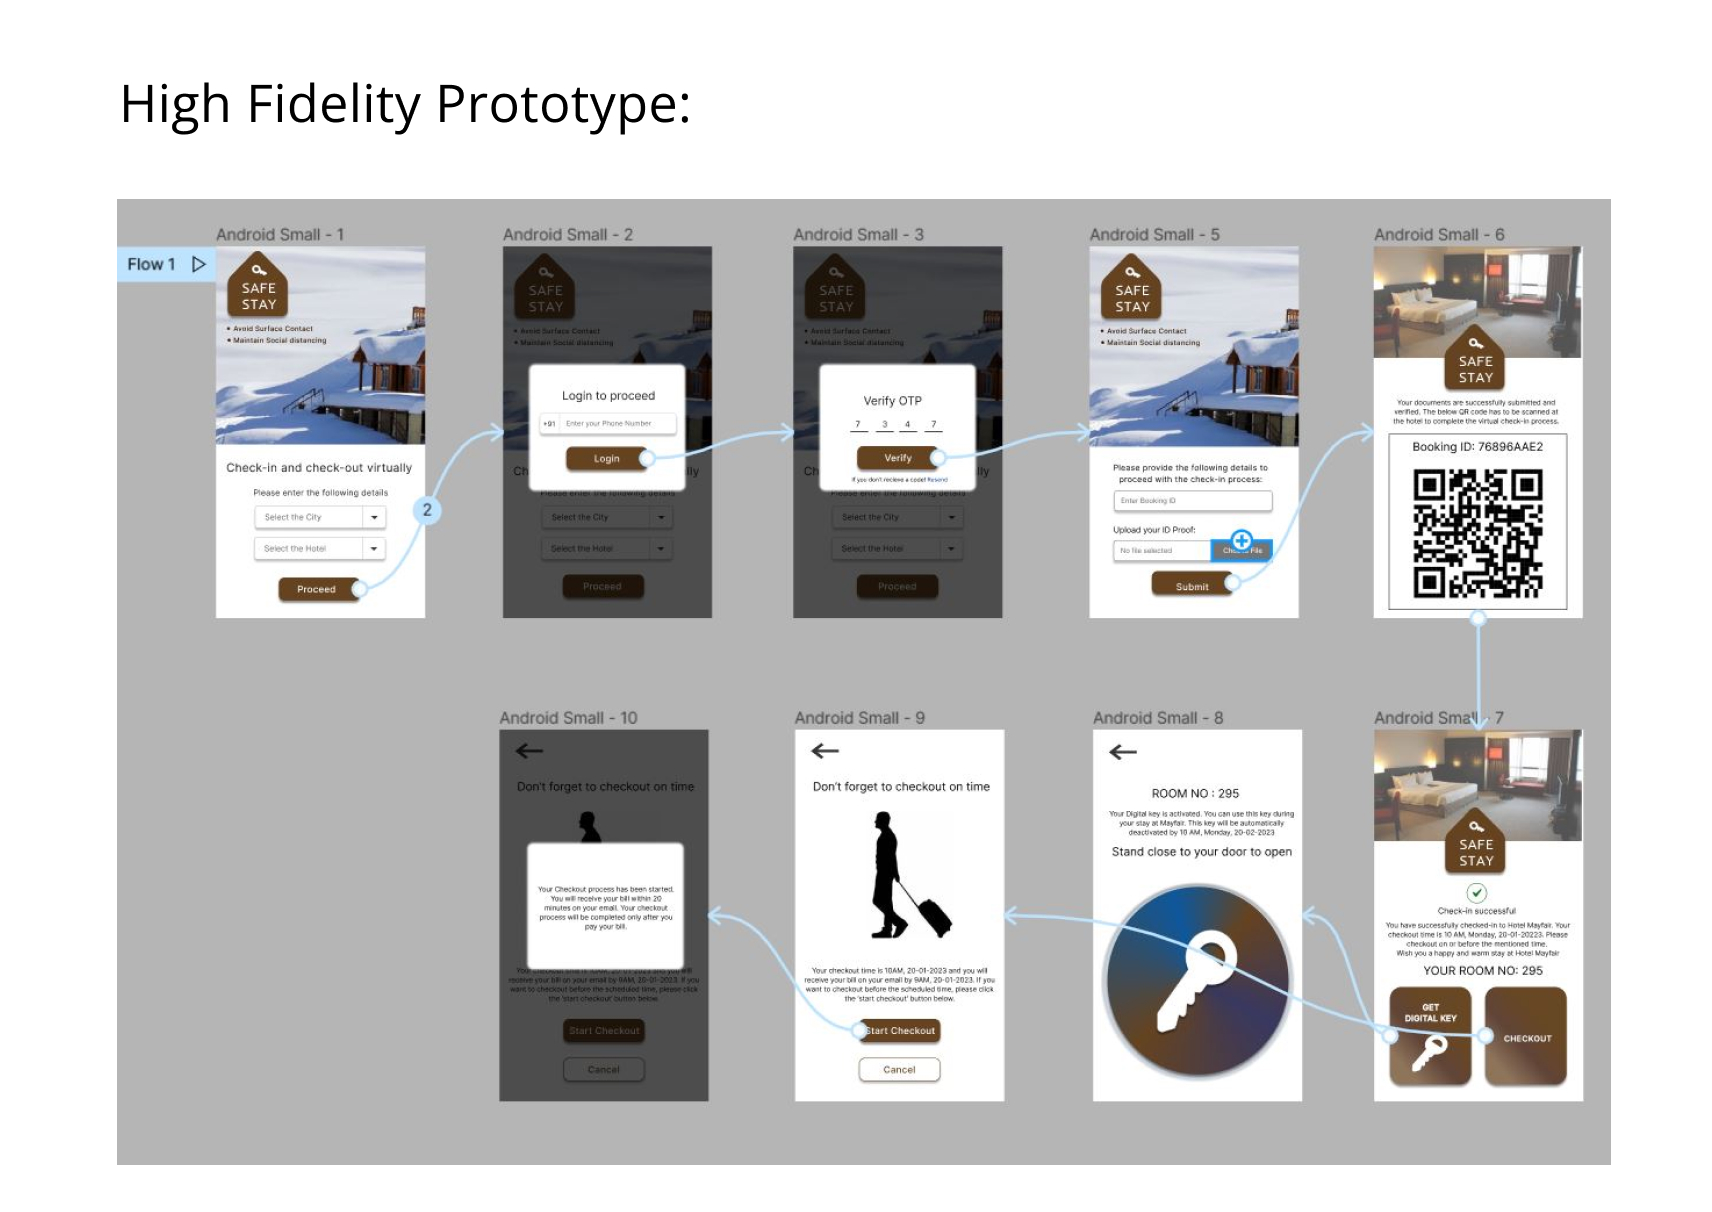 High Fidelity Prototype:
Flow 1
Android Small - 1
SAFE
STAY
• Avoid Surface Contact
• Maintain Social distancing
Check-in and check-out virtually
Please enter the following details
Select the City
Select the Hotel
Proceed
2
Android Small - 2
SAFE
STAY
• Avoid Surface Contact
• Maintain Social distancing
Login to proceed
+91 Enter your Phone Number
Login
Ch lly
Please enter the following details
Select the City
Select the Hotel
Proceed
Android Small - 3
SAFE
STAY
• Avoid Surface Contact
• Maintain Social distancing
Verify OTP
7 3 4 7
Verify
If you don't recieve a code! Resend
Ch lly
Please enter the following details
Select the City
Select the Hotel
Proceed
Android Small - 5
SAFE
STAY
• Avoid Surface Contact
• Maintain Social distancing
Please provide the following details to
proceed with the check-in process:
Enter Booking ID
Upload your ID Proof:
No file selected
File
Submit
Android Small - 6
SAFE
STAY
Your documents are successfully submitted and
verified. The below QR code has to be scanned at
the hotel to complete the virtual check-in process.
Booking ID: 76896AAE2
Android Small - 10
Don't forget to checkout on time
Your Checkout process has been started.
You will receive your bill within 20
minutes on your email. Your checkout
process will be completed only after you
pay your bill.
Your checkout time is 10AM, 20-01-2023 and you will
receive your bill on your email by 9AM, 20-01-2023. If you
want to checkout before the scheduled time, please click
the 'start checkout' button below.
Start Checkout
Cancel
Android Small - 9
Don't forget to checkout on time
Your checkout time is 10AM, 20-01-2023 and you will
receive your bill on your email by 9AM, 20-01-2023. If you
want to checkout before the scheduled time, please click
the 'start checkout' button below.
Start Checkout
Cancel
Android Small - 8
ROOM NO : 295
Your Digital key is activated. You can use this key during
your stay at Mayfair. This key will be automatically
deactivated by 10 AM, Monday, 20-02-2023
Stand close to your door to open
Android Small - 7
SAFE
STAY
Check-in successful
You have successfully checked-in to Hotel Mayfair. Your
checkout time is 10 AM, Monday, 20-01-20223. Please
checkout on or before the mentioned time.
Wish you a happy and warm stay at Hotel Mayfair
YOUR ROOM NO: 295
GET
DIGITAL KEY
CHECKOUT